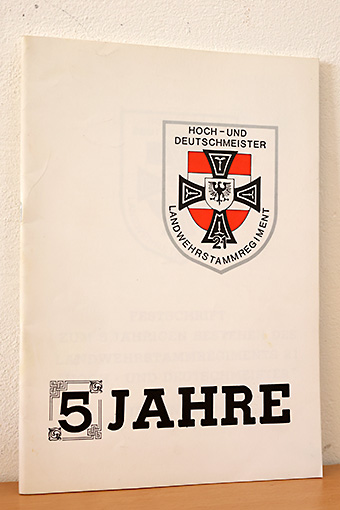 HOCH-UND
DEUTSCHMEISTER
21
LANDWEHRSTAMMREGIMENT
5 JAHRE